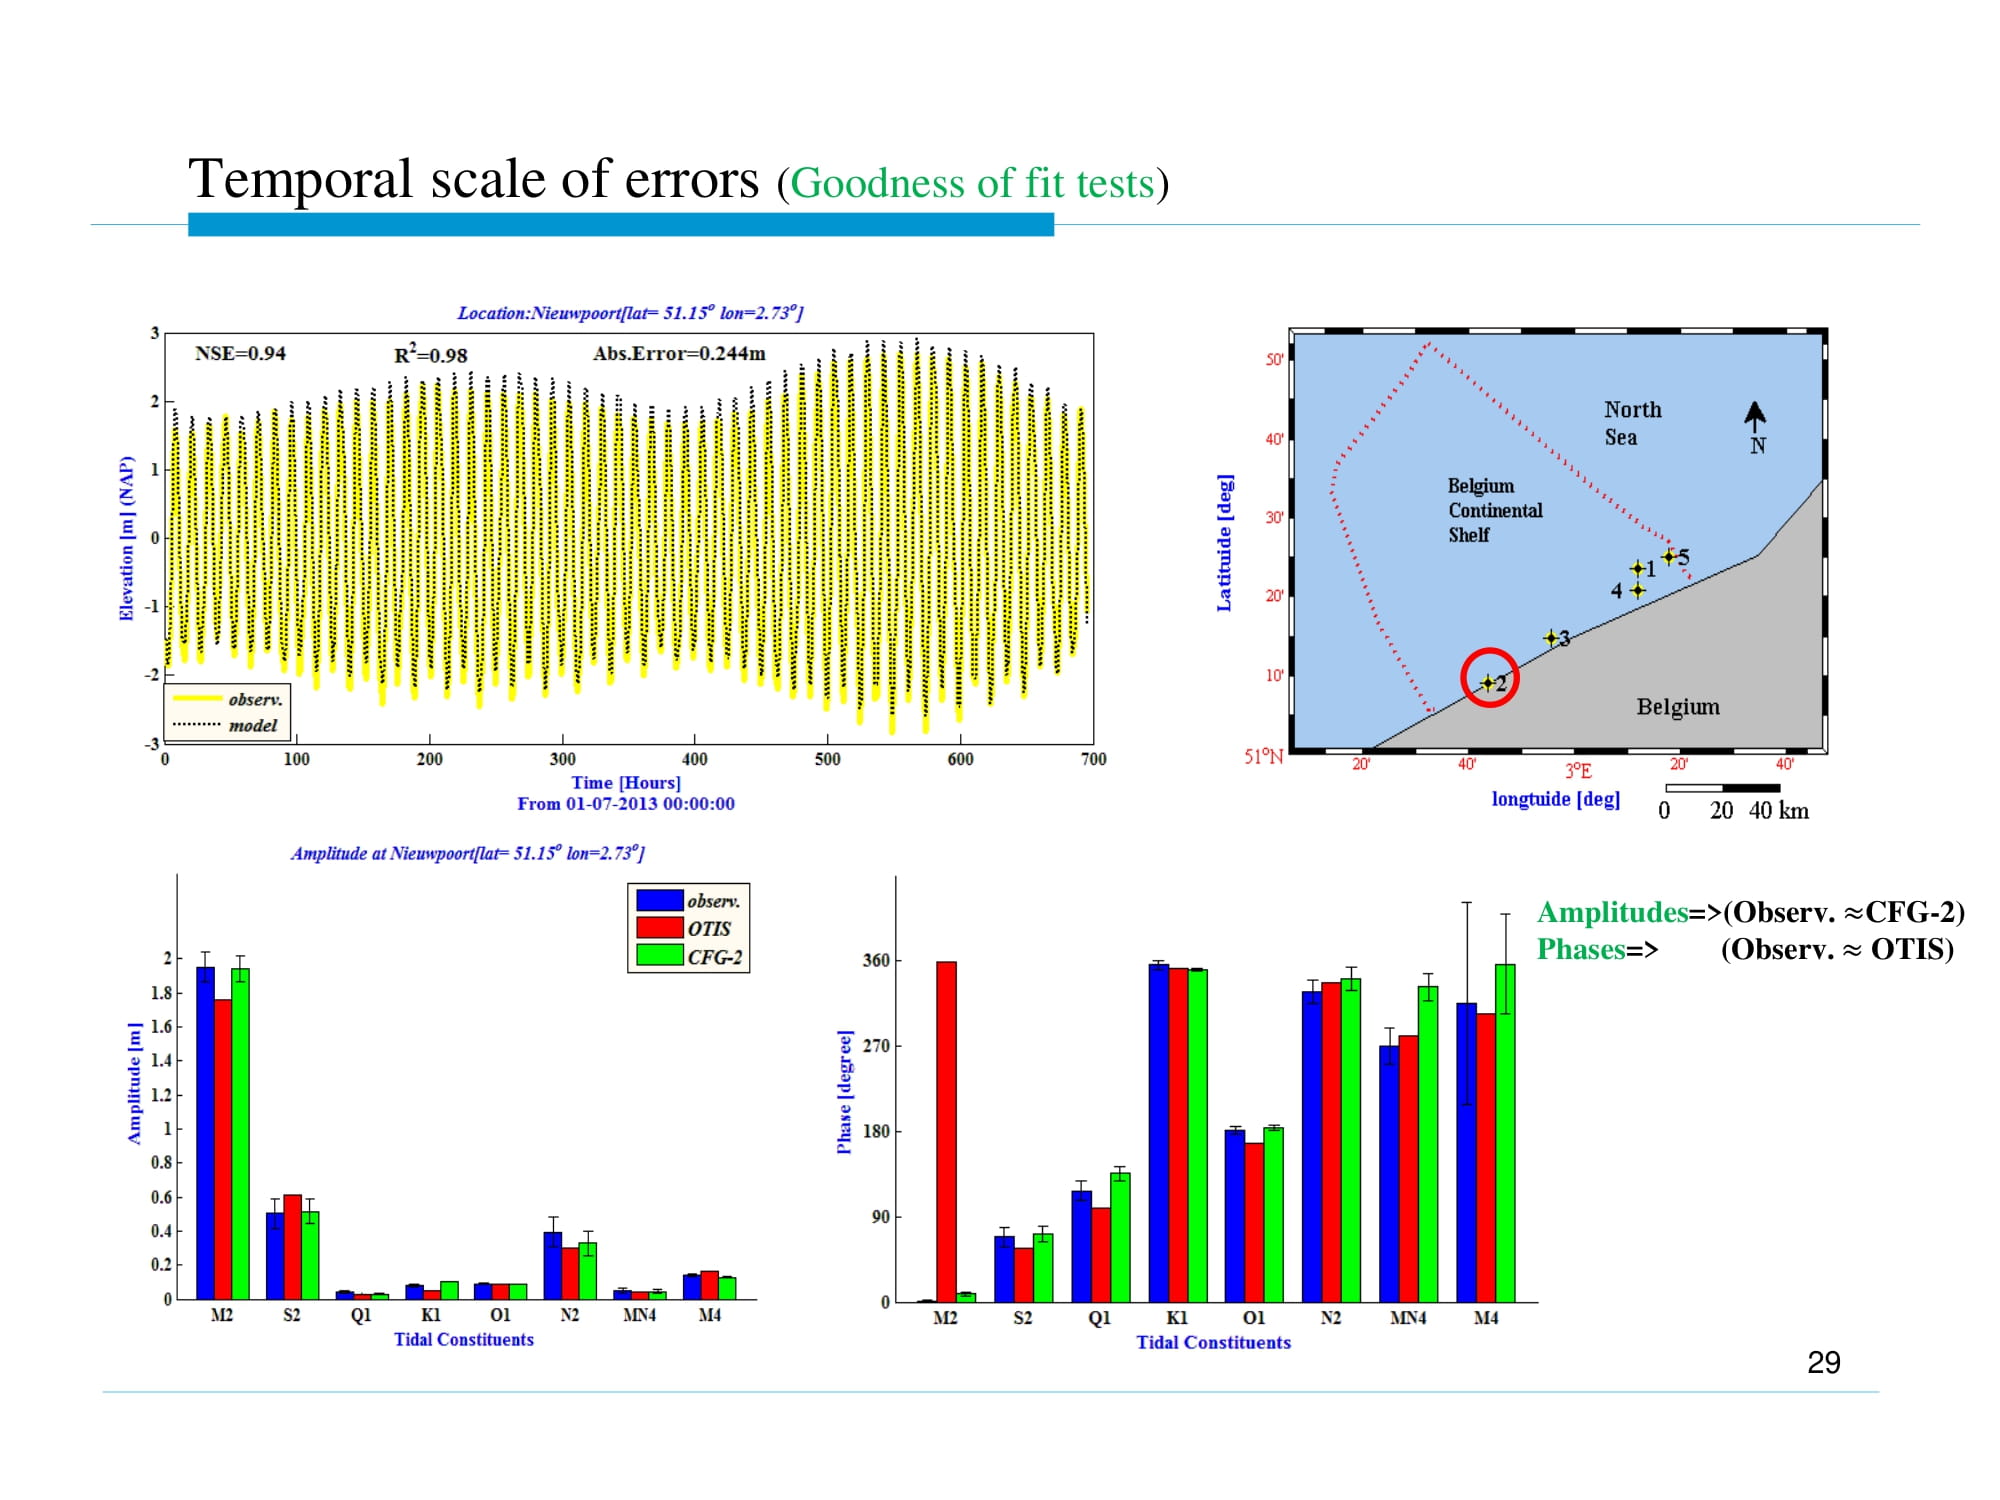 Temporal scale of errors (Goodness of fit tests)
Location:Nieuwpoort[lat= 51.15° lon=2.73°]
NSE=0.94 R²=0.98 Abs.Error=0.244m
Elevation [m] (NAP)
3
2
1
0
-1
-2
-3
observ.
model
0 100 200 300 400 500 600 700
Time [Hours]
From 01-07-2013 00:00:00
Latituide [deg]
50'
40'
30'
20'
10'
51°N
North
Sea
N
Belgium
Continental
Shelf
5
1
4
3
2
Belgium
20' 40' 3°E 20' 40'
longtuide [deg]
0 20 40 km
Amplitude at Nieuwpoort[lat= 51.15° lon=2.73°]
Amplitude [m]
2
1.8
1.6
1.4
1.2
1
0.8
0.6
0.4
0.2
0
observ.
OTIS
CFG-2
M2 S2 Q1 K1 O1 N2 MN4 M4
Tidal Constituents
Phase [degree]
360
270
180
90
0
M2 S2 Q1 K1 O1 N2 MN4 M4
Tidal Constituents
Amplitudes=>(Observ. ≈CFG-2)
Phases=> (Observ. ≈ OTIS)
29